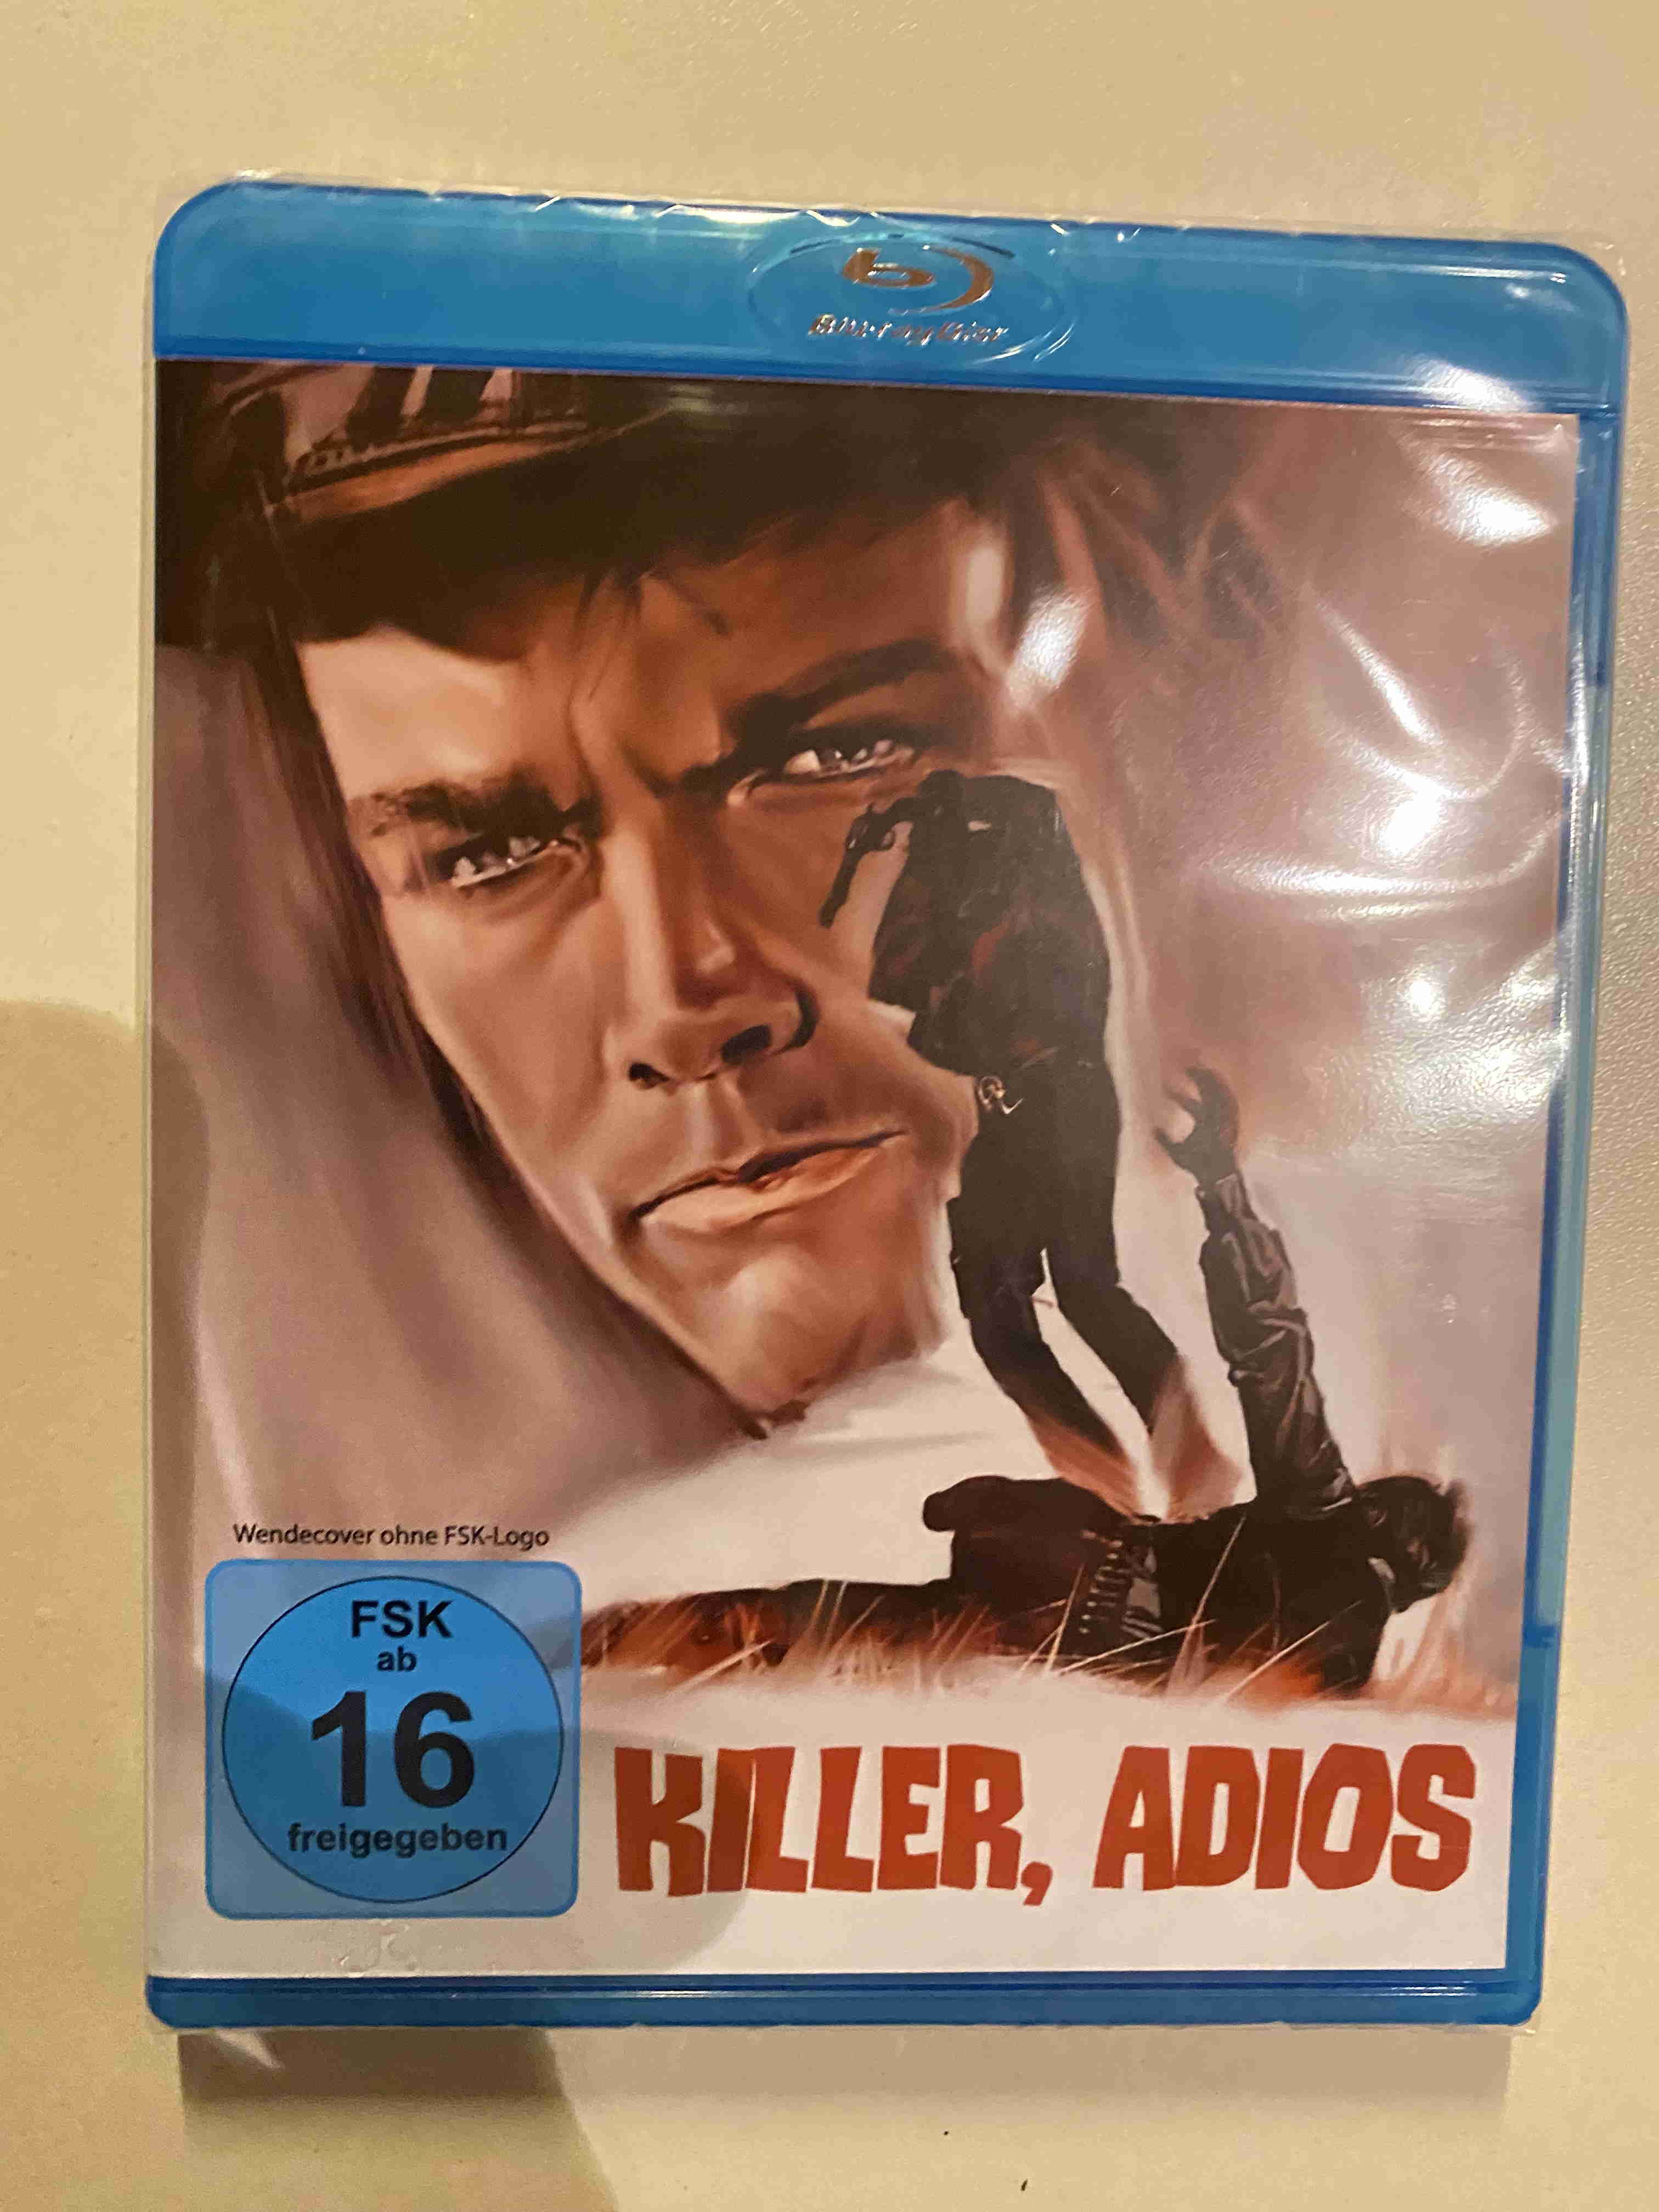 Blu-ray Disc
Wendecover ohne FSK-Logo
FSK
ab
16
freigegeben
KILLER, ADIOS